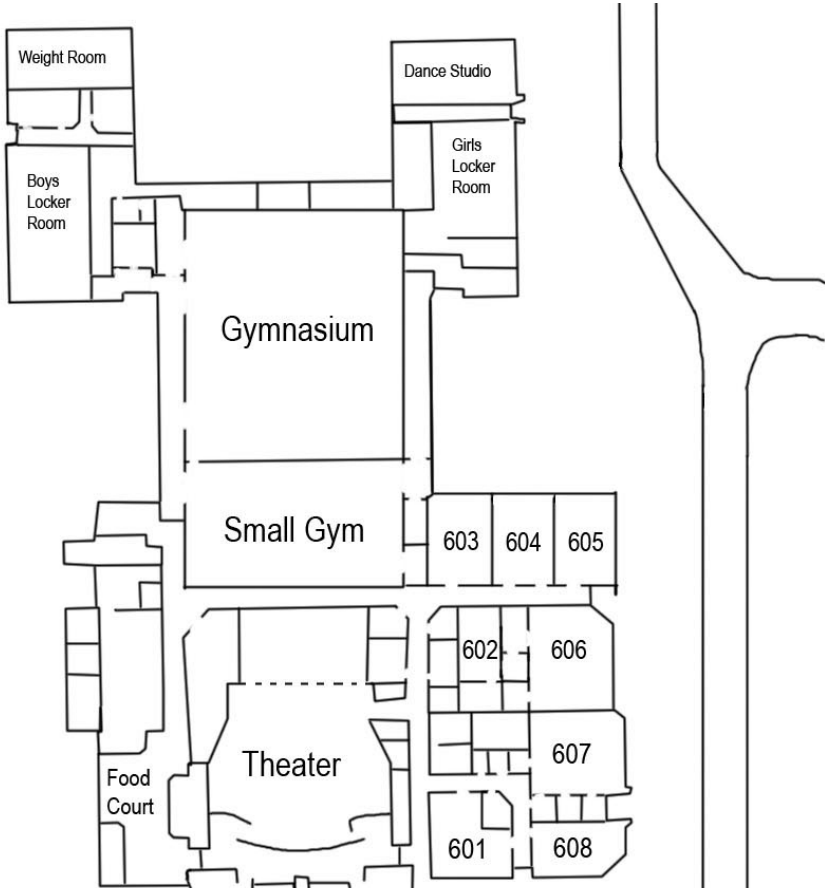 Weight Room
Dance Studio
Girls
Locker
Room
Boys
Locker
Room
Gymnasium
Small Gym
603
604
605
602
606
607
Theater
Food
Court
601
608